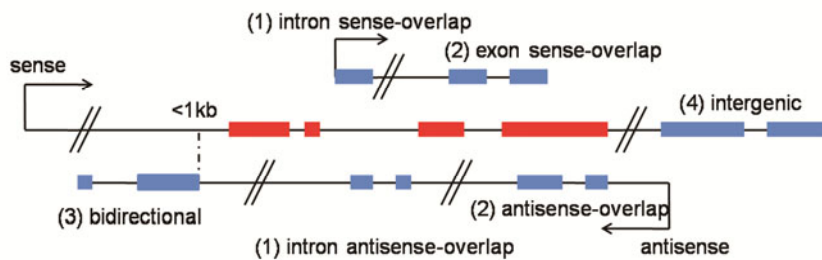 (1) intron sense-overlap
(2) exon sense-overlap
sense
<1kb
(4) intergenic
(3) bidirectional
(2) antisense-overlap
(1) intron antisense-overlap
antisense